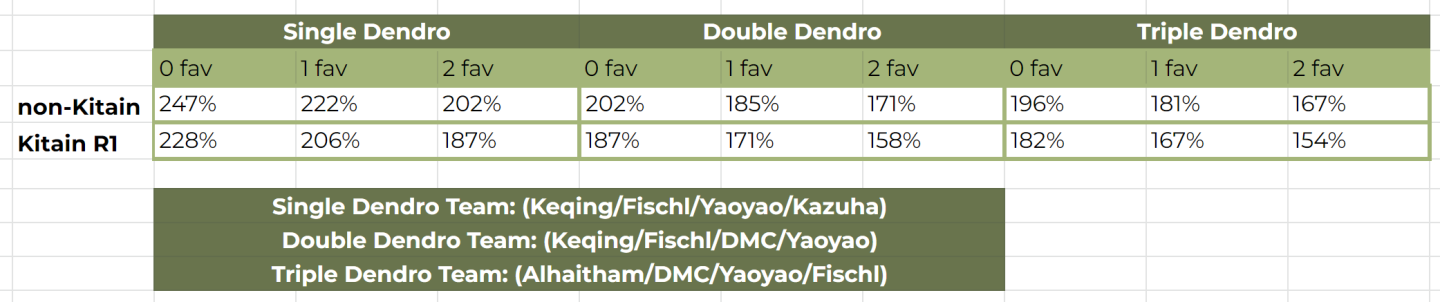 Single Dendro Double Dendro Triple Dendro
0 fav 1 fav 2 fav 0 fav 1 fav 2 fav 0 fav 1 fav 2 fav
non-Kitain 247% 222% 202% 202% 185% 171% 196% 181% 167%
Kitain R1 228% 206% 187% 187% 171% 158% 182% 167% 154%
Single Dendro Team: (Keqing/Fischl/Yaoyao/Kazuha)
Double Dendro Team: (Keqing/Fischl/DMC/Yaoyao)
Triple Dendro Team: (Alhaitham/DMC/Yaoyao/Fischl)